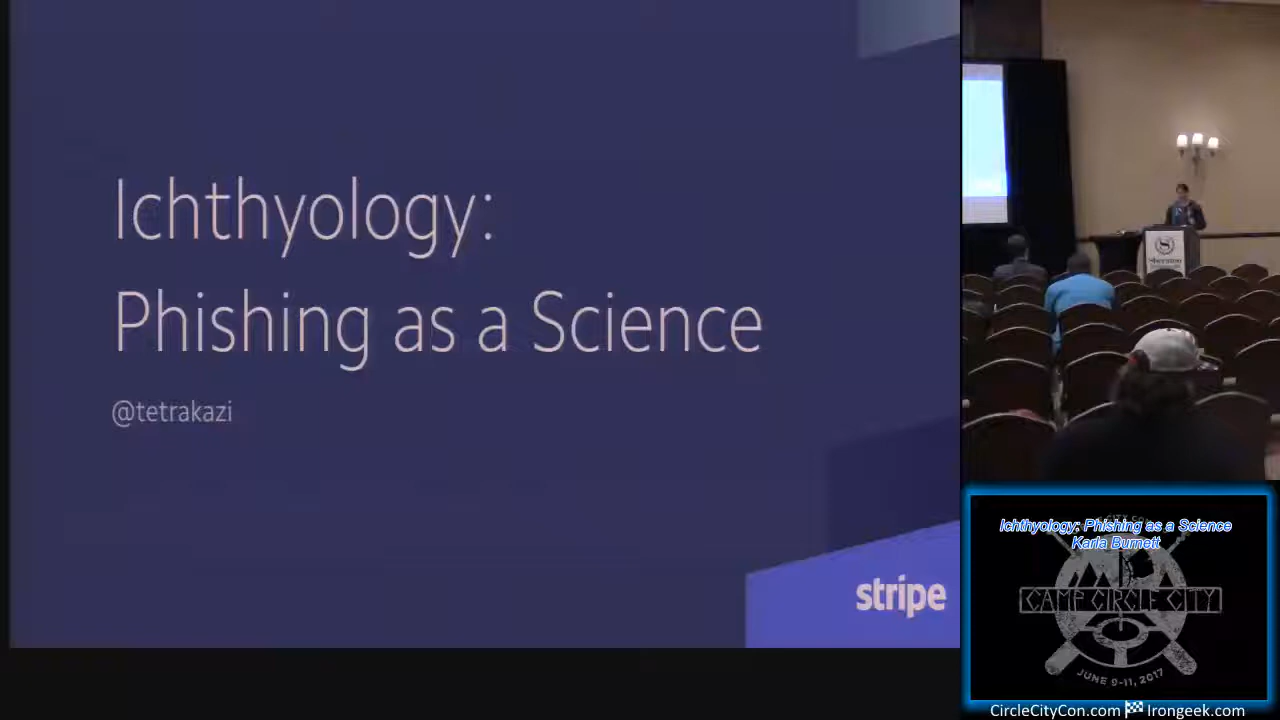 Ichthyology:
Phishing as a Science
@tetrakazi
stripe
Sheraton
Ichthyology: Phishing as a Science
Karla Burnett
CAMP CIRCLE CITY
JUNE 9-11, 2017
CircleCityCon.com Irongeek.com